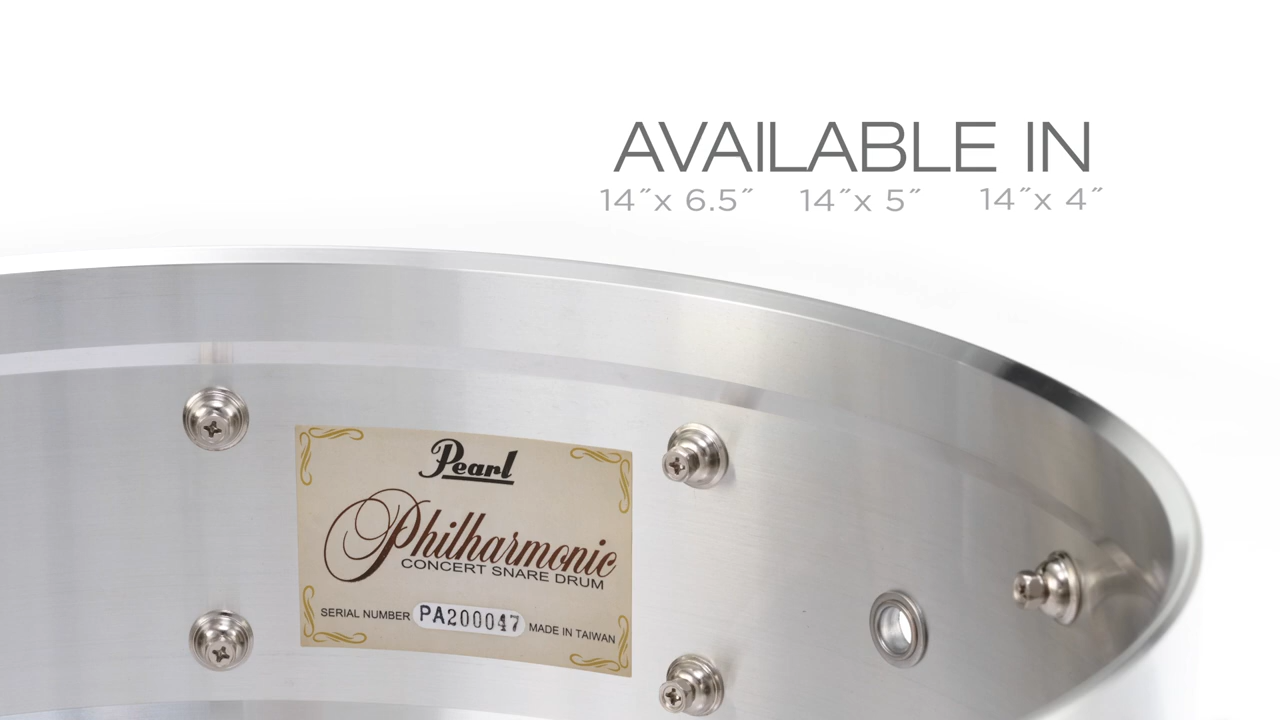 AVAILABLE IN
14˝x 6.5˝ 14˝x 5˝ 14˝x 4˝
Pearl
Philharmonic
CONCERT SNARE DRUM
SERIAL NUMBER PA200047 MADE IN TAIWAN